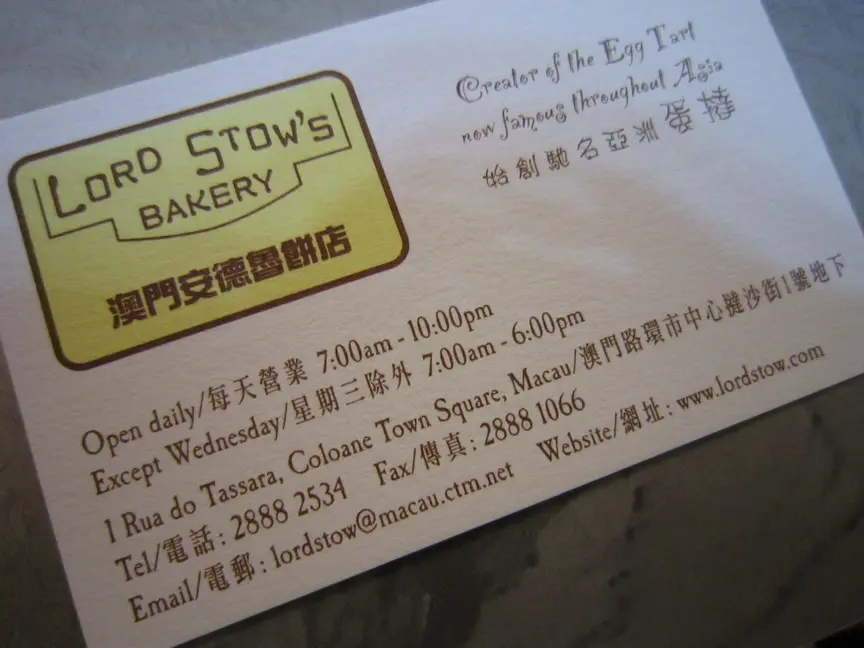 LORD STOW'S
BAKERY
澳門安德魯餅店
Creator of the Egg Tart
now famous throughout Asia
始創馳名亞洲蛋撻
Open daily/每天營業 7:00am - 10:00pm
Except Wednesday/星期三除外 7:00am - 6:00pm
1 Rua do Tassara, Coloane Town Square, Macau/澳門路環市中心撻沙街1號地下
Tel/電話: 2888 2534 Fax/傳真: 2888 1066
Email/電郵: lordstow@macau.ctm.net Website/網址: www.lordstow.com